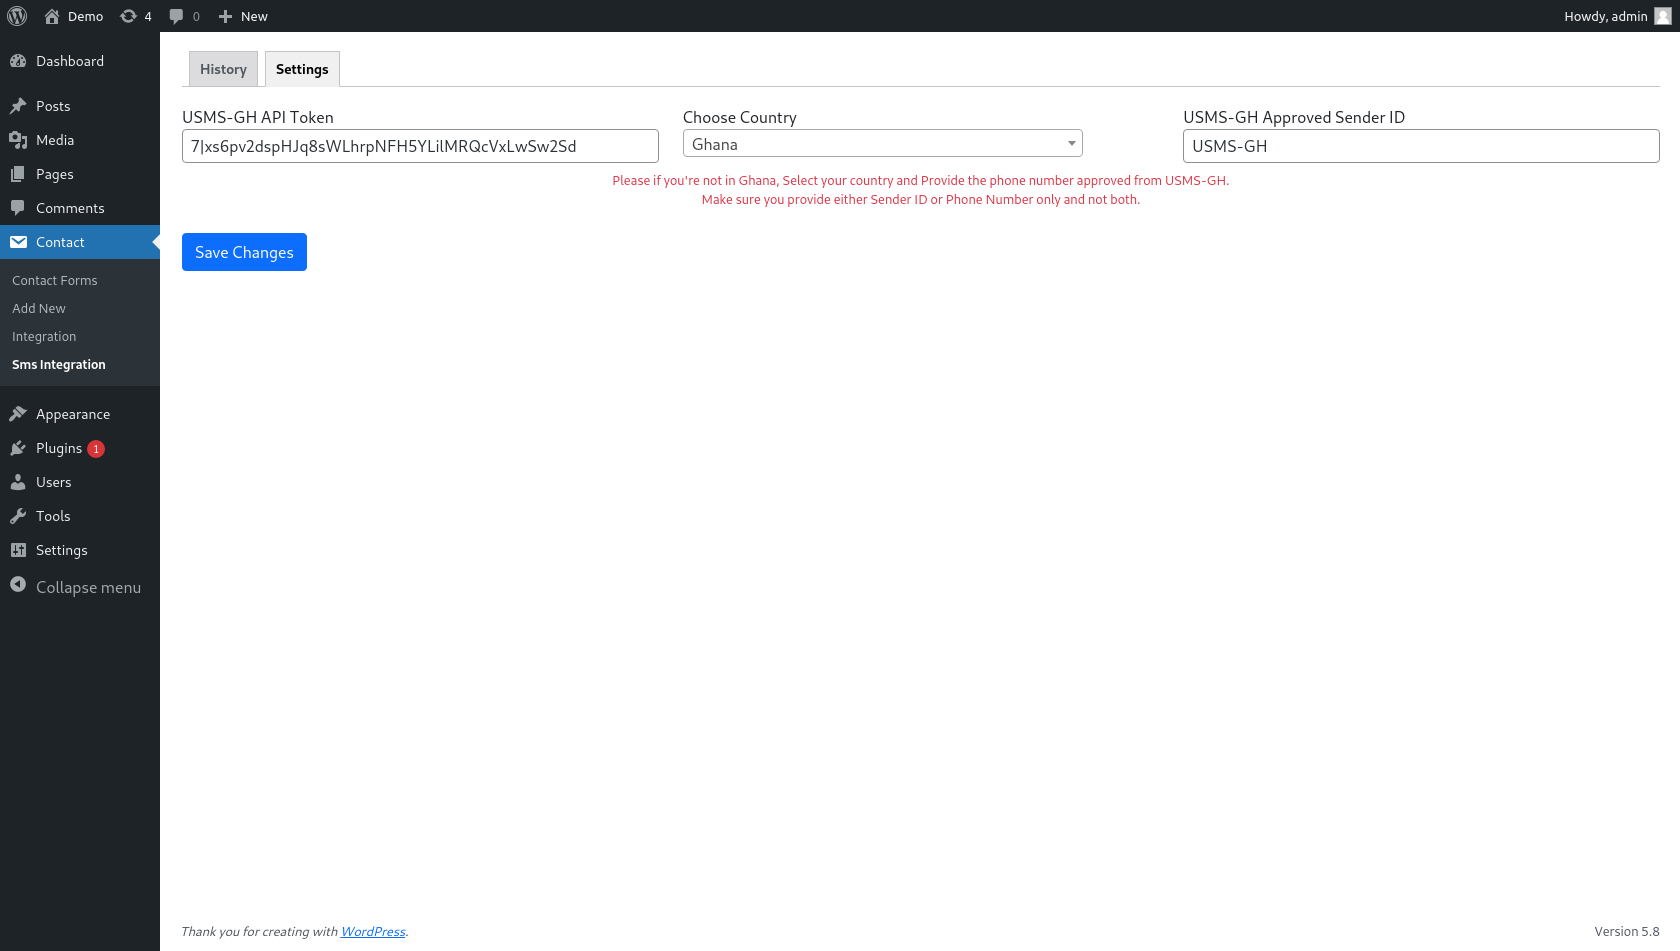 Demo
4
0
New
Howdy, admin
Dashboard
Posts
Media
Pages
Comments
Contact
Contact Forms
Add New
Integration
Sms Integration
Appearance
Plugins 1
Users
Tools
Settings
Collapse menu
History
Settings
USMS-GH API Token
7|xs6pv2dspHJq8sWLhrpNFH5YLilMRQcVxLwSw2Sd
Choose Country
Ghana
USMS-GH Approved Sender ID
USMS-GH
Please if you're not in Ghana, Select your country and Provide the phone number approved from USMS-GH.
Make sure you provide either Sender ID or Phone Number only and not both.
Save Changes
Thank you for creating with WordPress.
Version 5.8